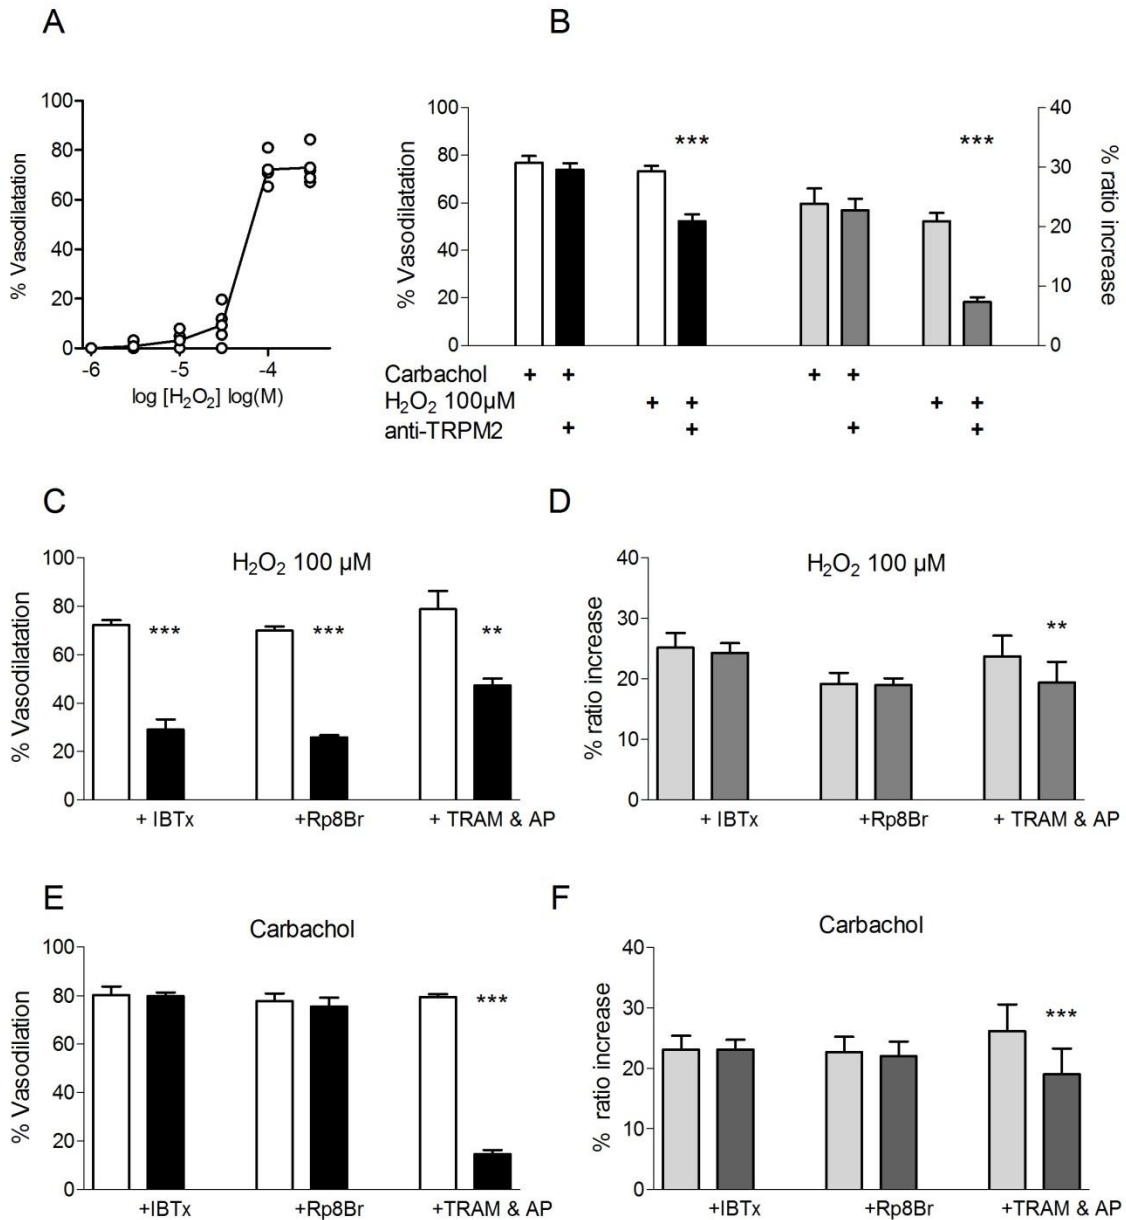 A
B
100
80
60
40
20
0
% Vasodilatation
-6
-5
-4
log [H₂O₂] log(M)
100
80
60
40
20
0
% Vasodilatation
***
***
40
30
20
10
0
% ratio increase
Carbachol + + + +
H₂O₂ 100µM + + + +
anti-TRPM2 + + + +
C
D
H₂O₂ 100 µM
100
80
60
40
20
0
% Vasodilatation
*** *** **
+ IBTx +Rp8Br + TRAM & AP
H₂O₂ 100 µM
40
30
20
10
0
% ratio increase
**
+ IBTx +Rp8Br + TRAM & AP
E
F
Carbachol
100
80
60
40
20
0
% Vasodilation
***
+IBTx +Rp8Br +TRAM & AP
Carbachol
40
30
20
10
0
% ratio increase
***
+IBTx +Rp8Br +TRAM & AP